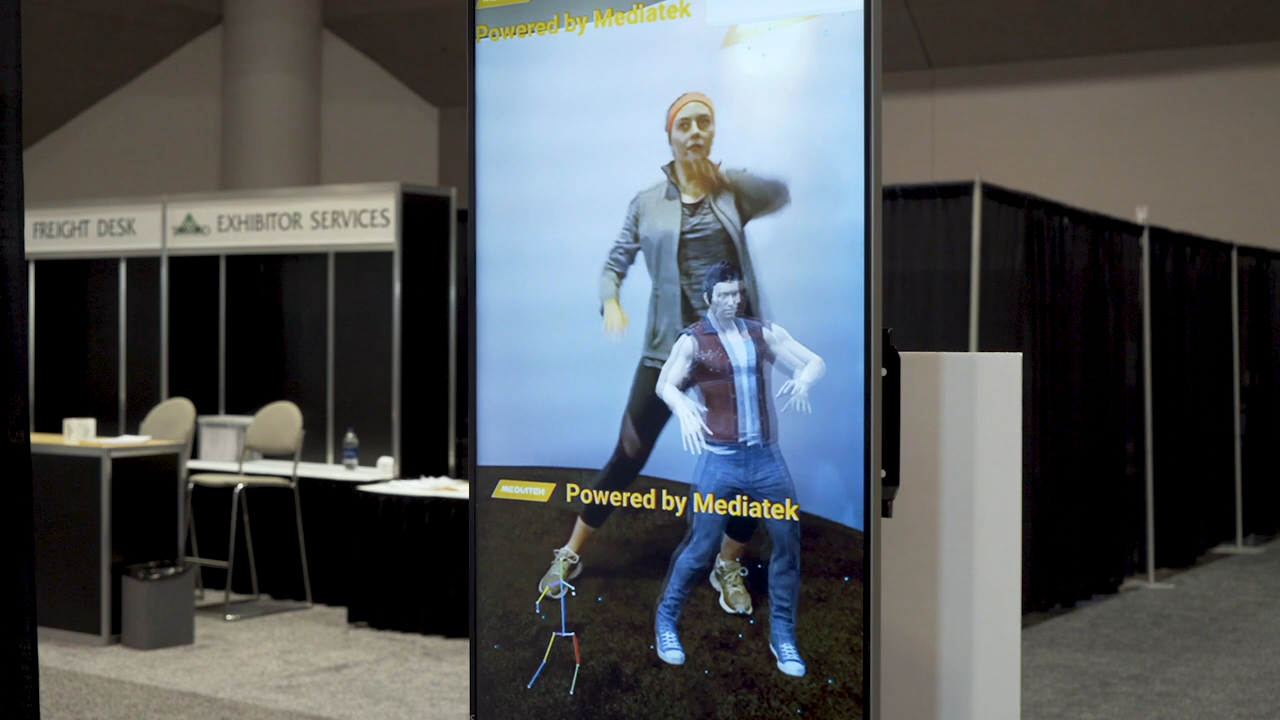 Powered by Mediatek
FREIGHT DESK
EXHIBITOR SERVICES
MEDIATEK Powered by Mediatek